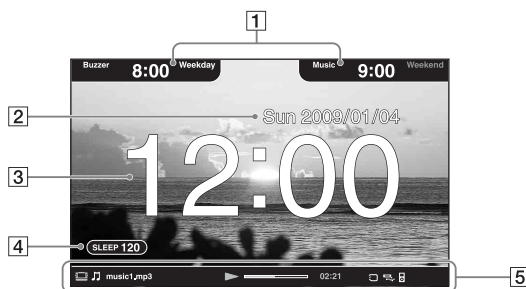 1
Buzzer 8:00 Weekday Music 9:00 Weekend
2 Sun 2009/01/04
3 12:00
4 SLEEP 120
music1.mp3 02:21
5